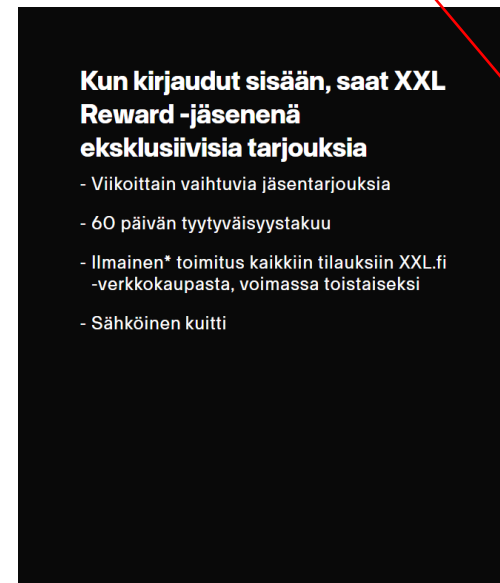 Kun kirjaudut sisään, saat XXL
Reward -jäsenenä
eksklusiivisia tarjouksia
- Viikoittain vaihtuvia jäsentarjouksia
- 60 päivän tyytyväisyystakuu
- Ilmainen* toimitus kaikkiin tilauksiin XXL.fi
-verkkokaupasta, voimassa toistaiseksi
- Sähköinen kuitti